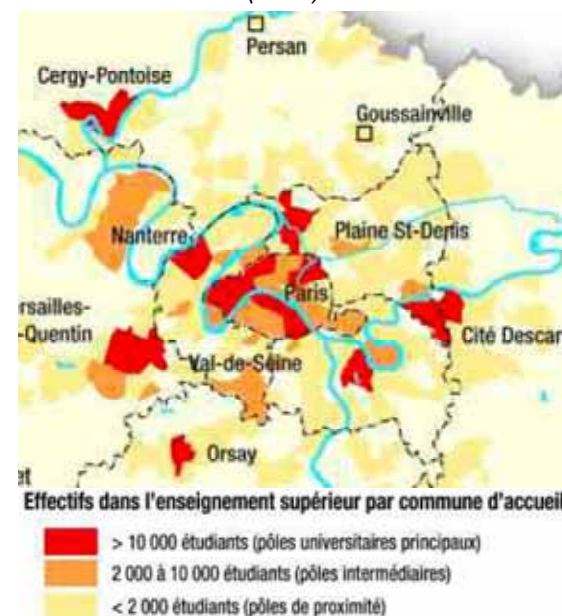 Persan
Cergy-Pontoise
Goussainville
Nanterre
Plaine St-Denis
Paris
rsailles-
-Quentin
Cité Descar
Val-de-Seine
Orsay
et
Effectifs dans l'enseignement supérieur par commune d'accueil
> 10 000 étudiants (pôles universitaires principaux)
2 000 à 10 000 étudiants (pôles intermédiaires)
< 2 000 étudiants (pôles de proximité)